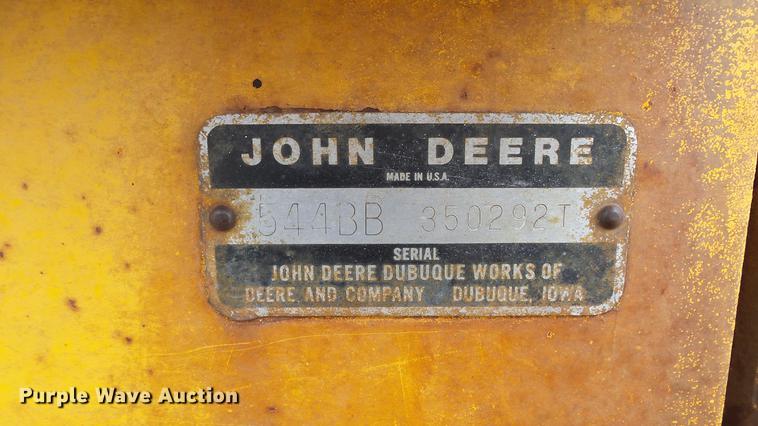 JOHN DEERE
MADE IN U.S.A.
544BB 350292T
SERIAL
JOHN DEERE DUBUQUE WORKS OF
DEERE AND COMPANY DUBUQUE, IOWA
Purple Wave Auction